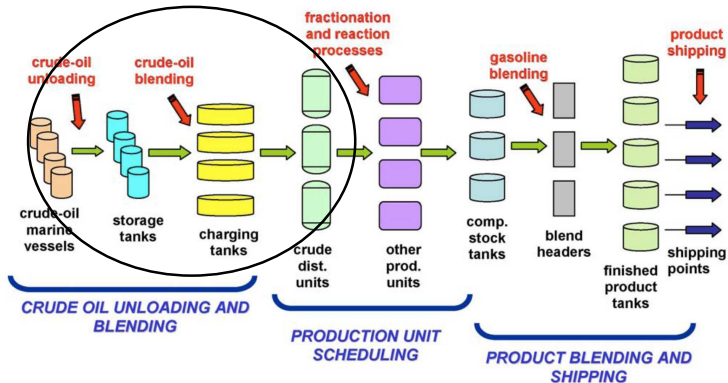 crude-oil
unloading
crude-oil
blending
fractionation
and reaction
processes
gasoline
blending
product
shipping
crude-oil
marine
vessels
storage
tanks
charging
tanks
crude
dist.
units
other
prod.
units
comp.
stock
tanks
blend
headers
finished
product
tanks
shipping
points
CRUDE OIL UNLOADING AND
BLENDING
PRODUCTION UNIT
SCHEDULING
PRODUCT BLENDING AND
SHIPPING